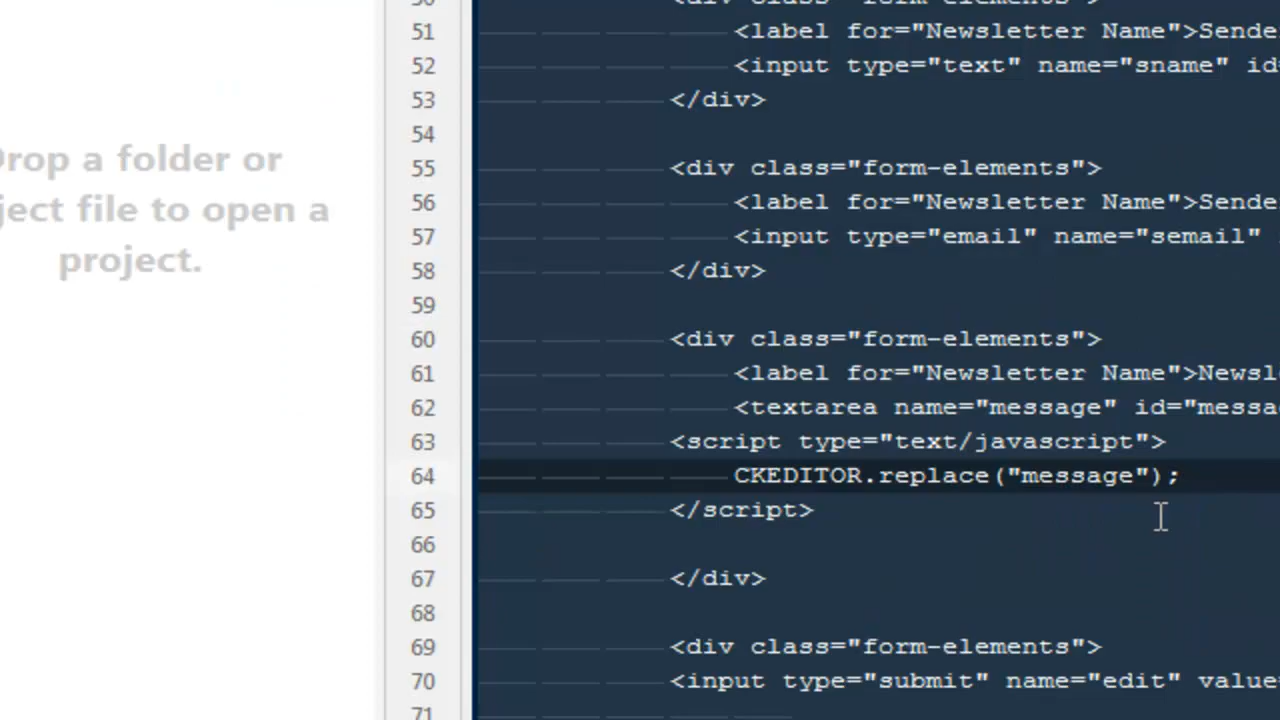 Drop a folder or
ject file to open a
project.
51 <label for="Newsletter Name">Sende
52 <input type="text" name="sname" id=
53 </div>
54
55 <div class="form-elements">
56 <label for="Newsletter Name">Sende
57 <input type="email" name="semail"
58 </div>
59
60 <div class="form-elements">
61 <label for="Newsletter Name">Newsl
62 <textarea name="message" id="messa
63 <script type="text/javascript">
64 CKEDITOR.replace("message");
65 </script>
66
67 </div>
68
69 <div class="form-elements">
70 <input type="submit" name="edit" value=
71